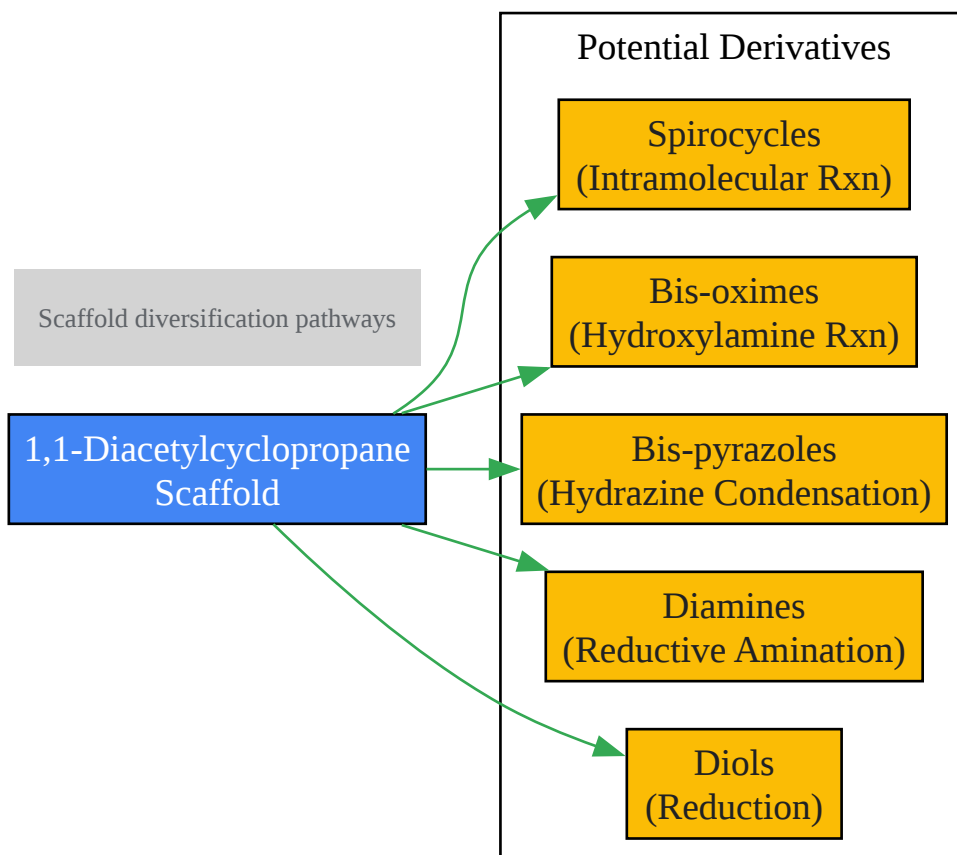 Potential Derivatives
Spirocycles
(Intramolecular Rxn)
Bis-oximes
(Hydroxylamine Rxn)
Scaffold diversification pathways
1,1-Diacetylcyclopropane
Scaffold
Bis-pyrazoles
(Hydrazine Condensation)
Diamines
(Reductive Amination)
Diols
(Reduction)